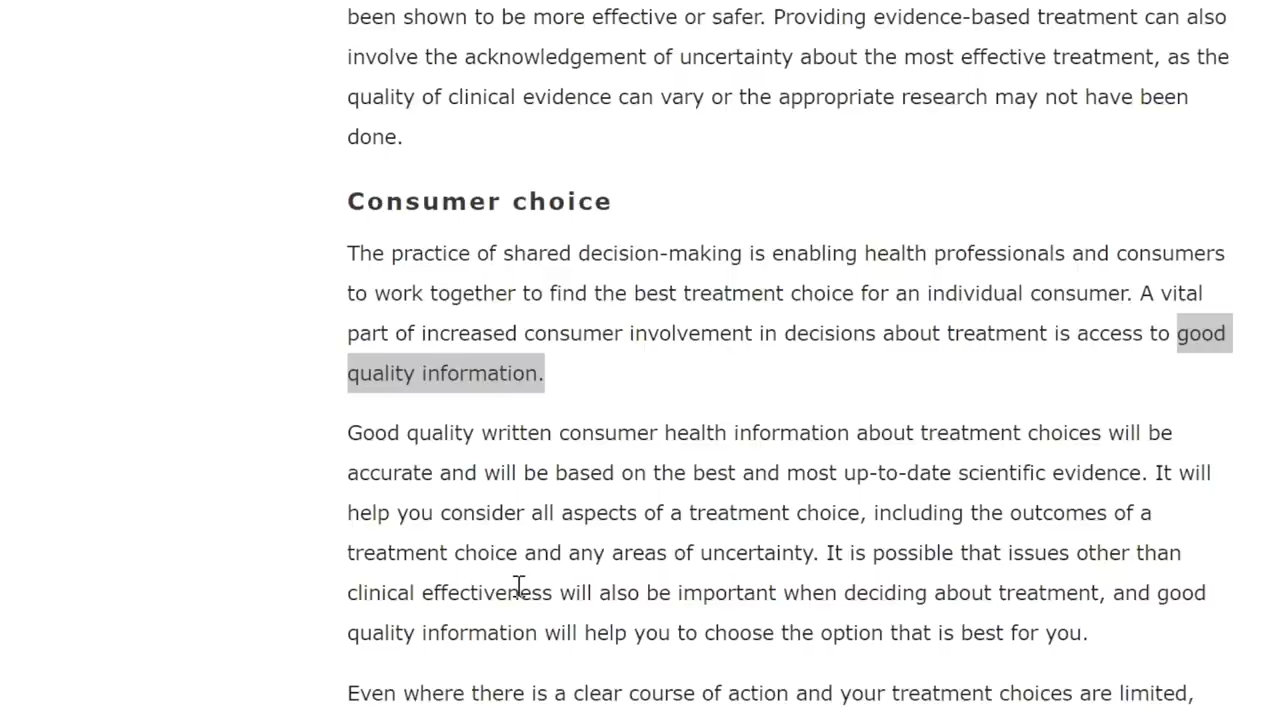 been shown to be more effective or safer. Providing evidence-based treatment can also
involve the acknowledgement of uncertainty about the most effective treatment, as the
quality of clinical evidence can vary or the appropriate research may not have been
done.
Consumer choice
The practice of shared decision-making is enabling health professionals and consumers
to work together to find the best treatment choice for an individual consumer. A vital
part of increased consumer involvement in decisions about treatment is access to good
quality information.
Good quality written consumer health information about treatment choices will be
accurate and will be based on the best and most up-to-date scientific evidence. It will
help you consider all aspects of a treatment choice, including the outcomes of a
treatment choice and any areas of uncertainty. It is possible that issues other than
clinical effectiveness will also be important when deciding about treatment, and good
quality information will help you to choose the option that is best for you.
Even where there is a clear course of action and your treatment choices are limited,